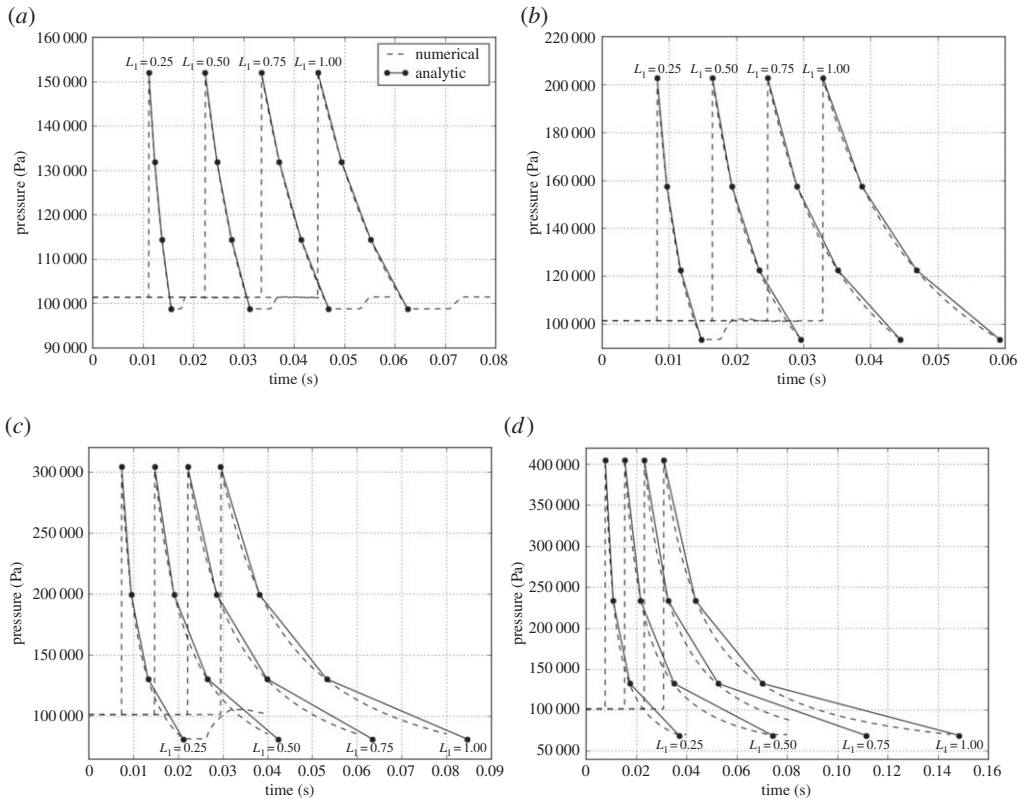 (a)
160 000
150 000
140 000
130 000
120 000
110 000
100 000
90 000
pressure (Pa)
L1 = 0.25 L1 = 0.50 L1 = 0.75 L1 = 1.00
numerical
analytic
0 0.01 0.02 0.03 0.04 0.05 0.06 0.07 0.08
time (s)
(b)
220 000
200 000
180 000
160 000
140 000
120 000
100 000
pressure (Pa)
L1 = 0.25 L1 = 0.50 L1 = 0.75 L1 = 1.00
0 0.01 0.02 0.03 0.04 0.05 0.06
time (s)
(c)
300 000
250 000
200 000
150 000
100 000
pressure (Pa)
L1 = 0.25 L1 = 0.50 L1 = 0.75 L1 = 1.00
0 0.01 0.02 0.03 0.04 0.05 0.06 0.07 0.08 0.09
time (s)
(d)
400 000
350 000
300 000
250 000
200 000
150 000
100 000
50 000
pressure (Pa)
L1 = 0.25 L1 = 0.50 L1 = 0.75 L1 = 1.00
0 0.02 0.04 0.06 0.08 0.10 0.12 0.14 0.16
time (s)